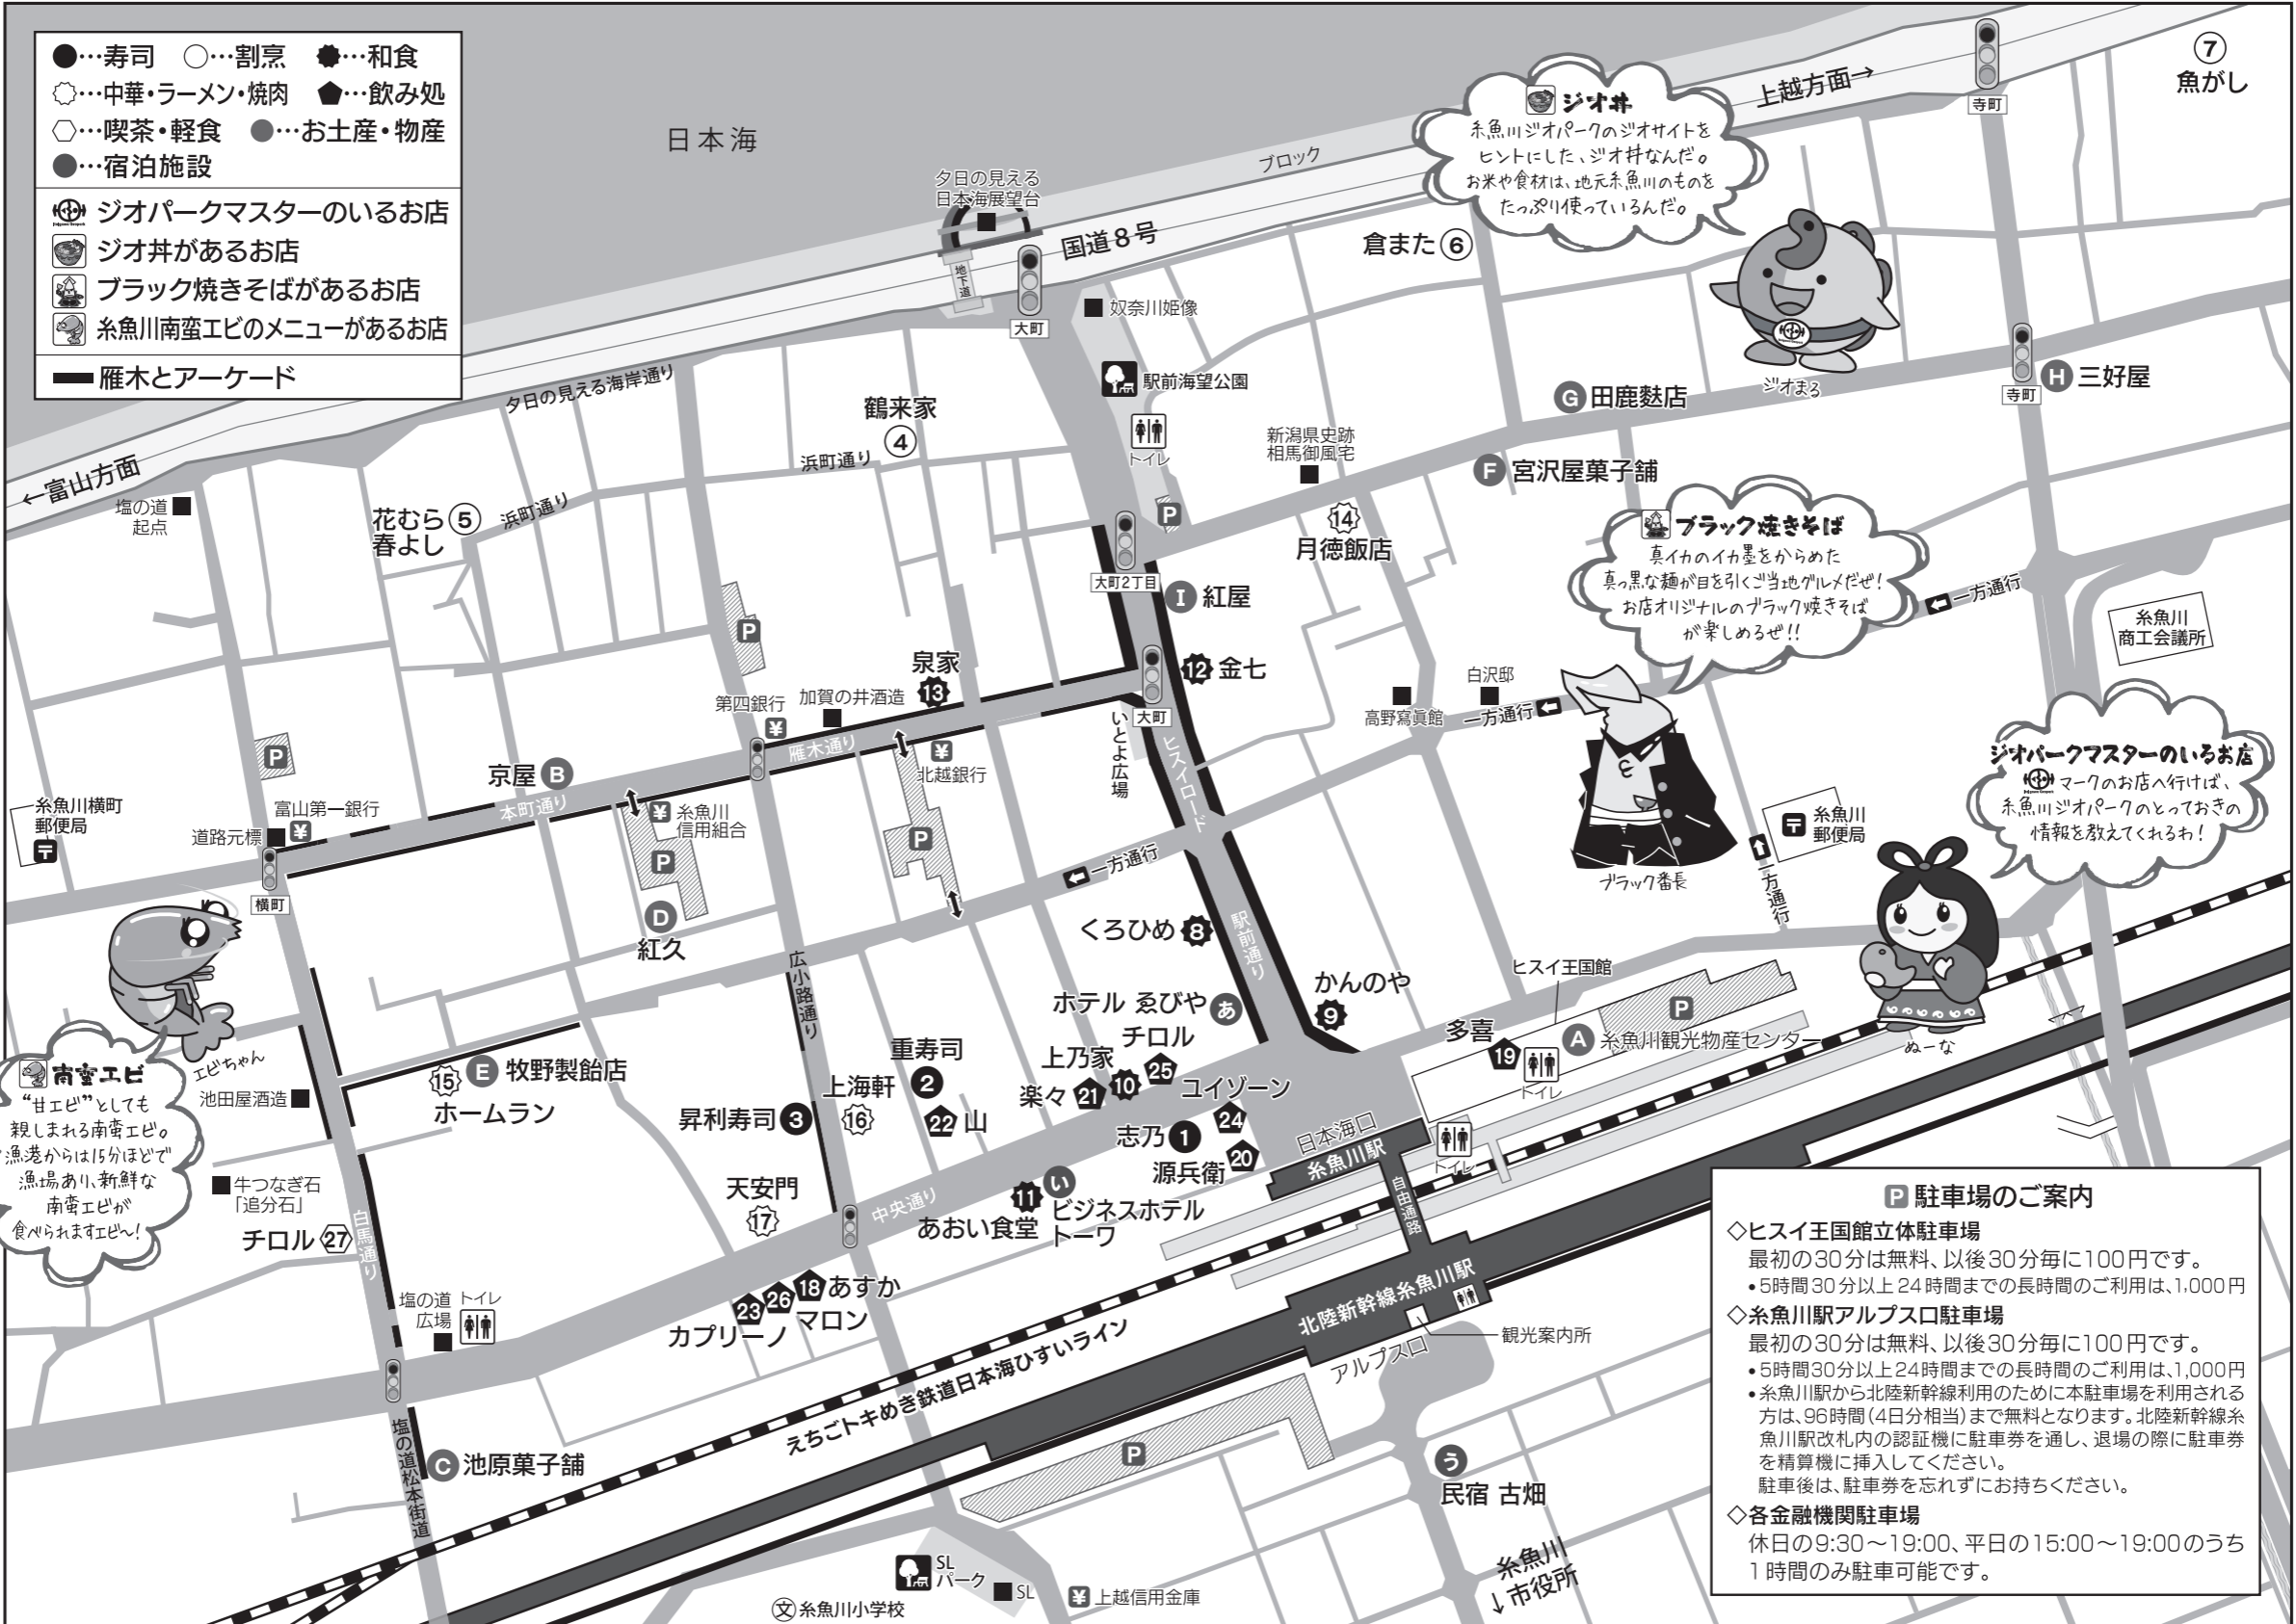 ●…寿司 ○…割烹 …和食
…中華・ラーメン・焼肉 …飲み処
…喫茶・軽食 ●…お土産・物産
●…宿泊施設
ジオパークマスターのいるお店
ジオ丼があるお店
ブラック焼きそばがあるお店
糸魚川南蛮エビのメニューがあるお店
雁木とアーケード
日本海
夕日の見える
日本海展望台
ブロック
国道8号
地下道
大町
上越方面→
寺町
⑦
魚がし
ジオ丼
糸魚川ジオパークのジオサイトを
ヒントにした、ジオ丼なんだ。
お米や食材は、地元糸魚川のものを
たっぷり使っているんだ。
ジオまる
倉また⑥
奴奈川姫像
駅前海望公園
トイレ
夕日の見える海岸通り
鶴来家
④
浜町通り
←富山方面
塩の道
起点
花むら
春よし
⑤
浜町通り
新潟県史跡
相馬御風宅
G 田鹿麩店
寺町
H 三好屋
F 宮沢屋菓子舗
14
月徳飯店
P
大町2丁目
I 紅屋
ブラック焼きそば
真イカのイカ墨をからめた
真っ黒な麺が目を引くご当地グルメだぜ!
お店オリジナルのブラック焼きそば
が楽しめるぜ!!
ブラック番長
一方通行
糸魚川
商工会議所
P
泉家
13
12 金七
大町
第四銀行
¥
加賀の井酒造
雁木通り
¥
北越銀行
いとよ広場
ヒスイロード
高野寫眞館
白沢邸
一方通行
ジオパークマスターのいるお店
マークのお店へ行けば、
糸魚川ジオパークのとっておきの
情報を教えてくれるわ!
ぬーな
P
京屋 B
本町通り
糸魚川横町
郵便局
〒
富山第一銀行
¥
道路元標
横町
¥ 糸魚川
信用組合
P
P
D
紅久
一方通行
〒 糸魚川
郵便局
一方通行
くろひめ 8
駅前通り
広小路通り
ホテル ゑびや あ
かんのや
9
ヒスイ王国館
P
多喜
19
トイレ
A 糸魚川観光物産センター
チロル
25
上乃家
10
楽々 21
ユイゾーン
24
志乃 1
源兵衛 20
重寿司
2
22 山
上海軒
16
昇利寿司 3
エビちゃん
南蛮エビ
“甘エビ”としても
親しまれる南蛮エビ。
漁港からは15分ほどで
漁場あり、新鮮な
南蛮エビが
食べられますエビ〜!
池田屋酒造
15
ホームラン
E 牧野製飴店
牛つなぎ石
「追分石」
チロル 27
白馬通り
天安門
17
中央通り
11
あおい食堂
い
ビジネスホテル
トーワ
日本海口
糸魚川駅
トイレ
自由通路
塩の道
広場
トイレ
23
カプリーノ
26
マロン
18 あすか
北陸新幹線糸魚川駅
観光案内所
アルプス口
えちごトキめき鉄道日本海ひすいライン
P
C 池原菓子舗
塩の道松本街道
う
民宿 古畑
糸魚川
↓市役所
SL
パーク
SL
¥ 上越信用金庫
文 糸魚川小学校
P 駐車場のご案内
◇ヒスイ王国館立体駐車場
最初の30分は無料、以後30分毎に100円です。
•5時間30分以上24時間までの長時間のご利用は、1,000円
◇糸魚川駅アルプス口駐車場
最初の30分は無料、以後30分毎に100円です。
•5時間30分以上24時間までの長時間のご利用は、1,000円
•糸魚川駅から北陸新幹線利用のために本駐車場を利用される
方は、96時間(4日分相当)まで無料となります。北陸新幹線糸
魚川駅改札内の認証機に駐車券を通し、退場の際に駐車券
を精算機に挿入してください。
駐車後は、駐車券を忘れずにお持ちください。
◇各金融機関駐車場
休日の9:30〜19:00、平日の15:00〜19:00のうち
1時間のみ駐車可能です。